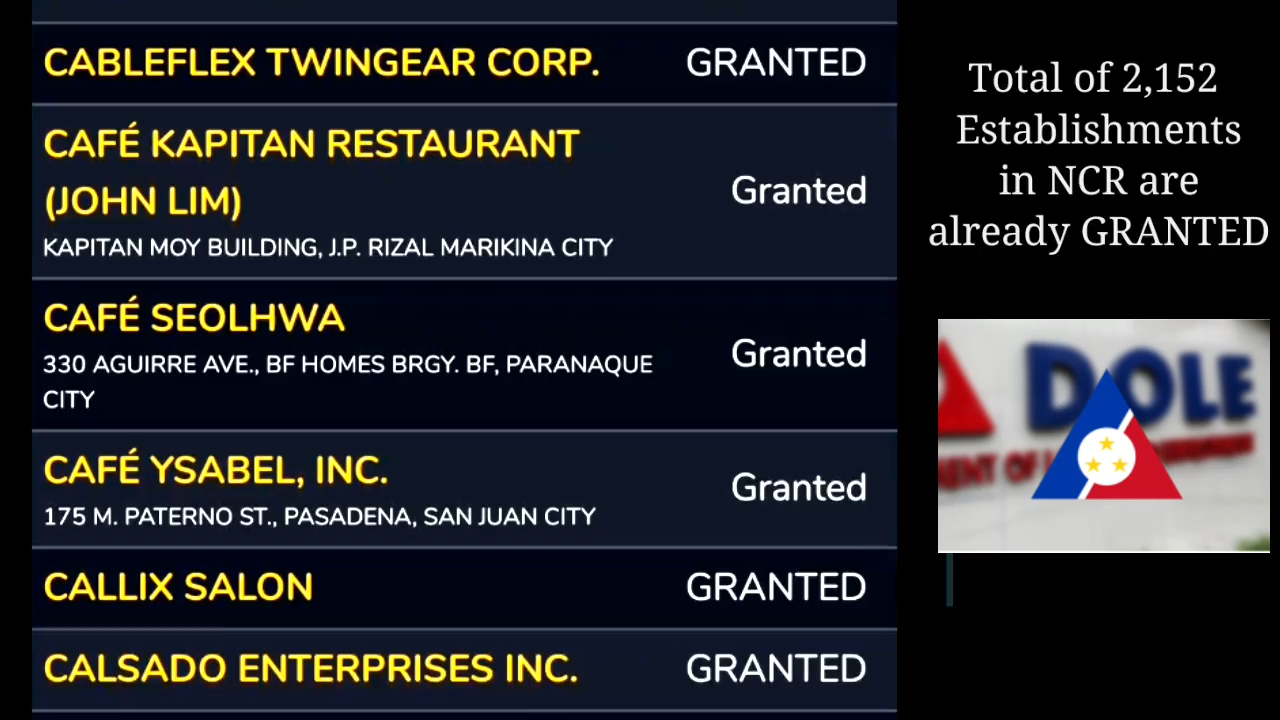 CABLEFLEX TWINGEAR CORP. GRANTED
CAFÉ KAPITAN RESTAURANT
(JOHN LIM)
Granted
KAPITAN MOY BUILDING, J.P. RIZAL MARIKINA CITY
CAFÉ SEOLHWA
Granted
330 AGUIRRE AVE., BF HOMES BRGY. BF, PARANAQUE
CITY
CAFÉ YSABEL, INC.
Granted
175 M. PATERNO ST., PASADENA, SAN JUAN CITY
CALLIX SALON GRANTED
CALSADO ENTERPRISES INC. GRANTED
Total of 2,152
Establishments
in NCR are
already GRANTED
DOLE